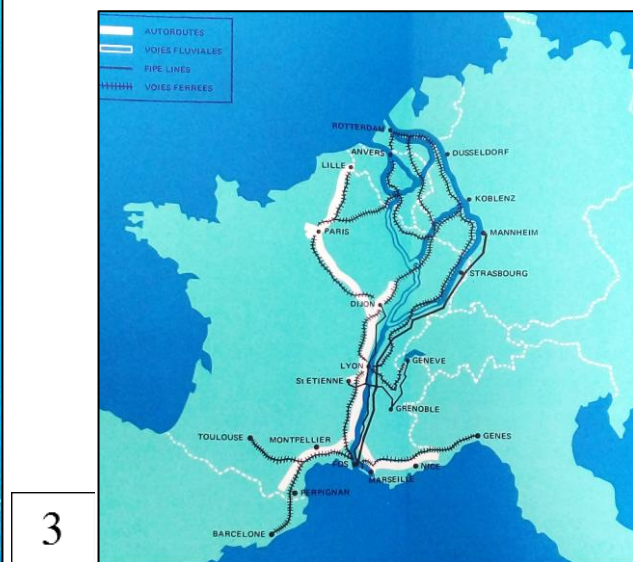 AUTOROUTES
VOIES FLUVIALES
PIPE LINES
VOIES FERREES
ROTTERDAM
ANVERS
DUSSELDORF
LILLE
KOBLENZ
PARIS
MANNHEIM
STRASBOURG
DIJON
LYON
GENEVE
St ETIENNE
GRENOBLE
TOULOUSE
MONTPELLIER
GENES
FOS
NICE
MARSEILLE
PERPIGNAN
BARCELONE
3